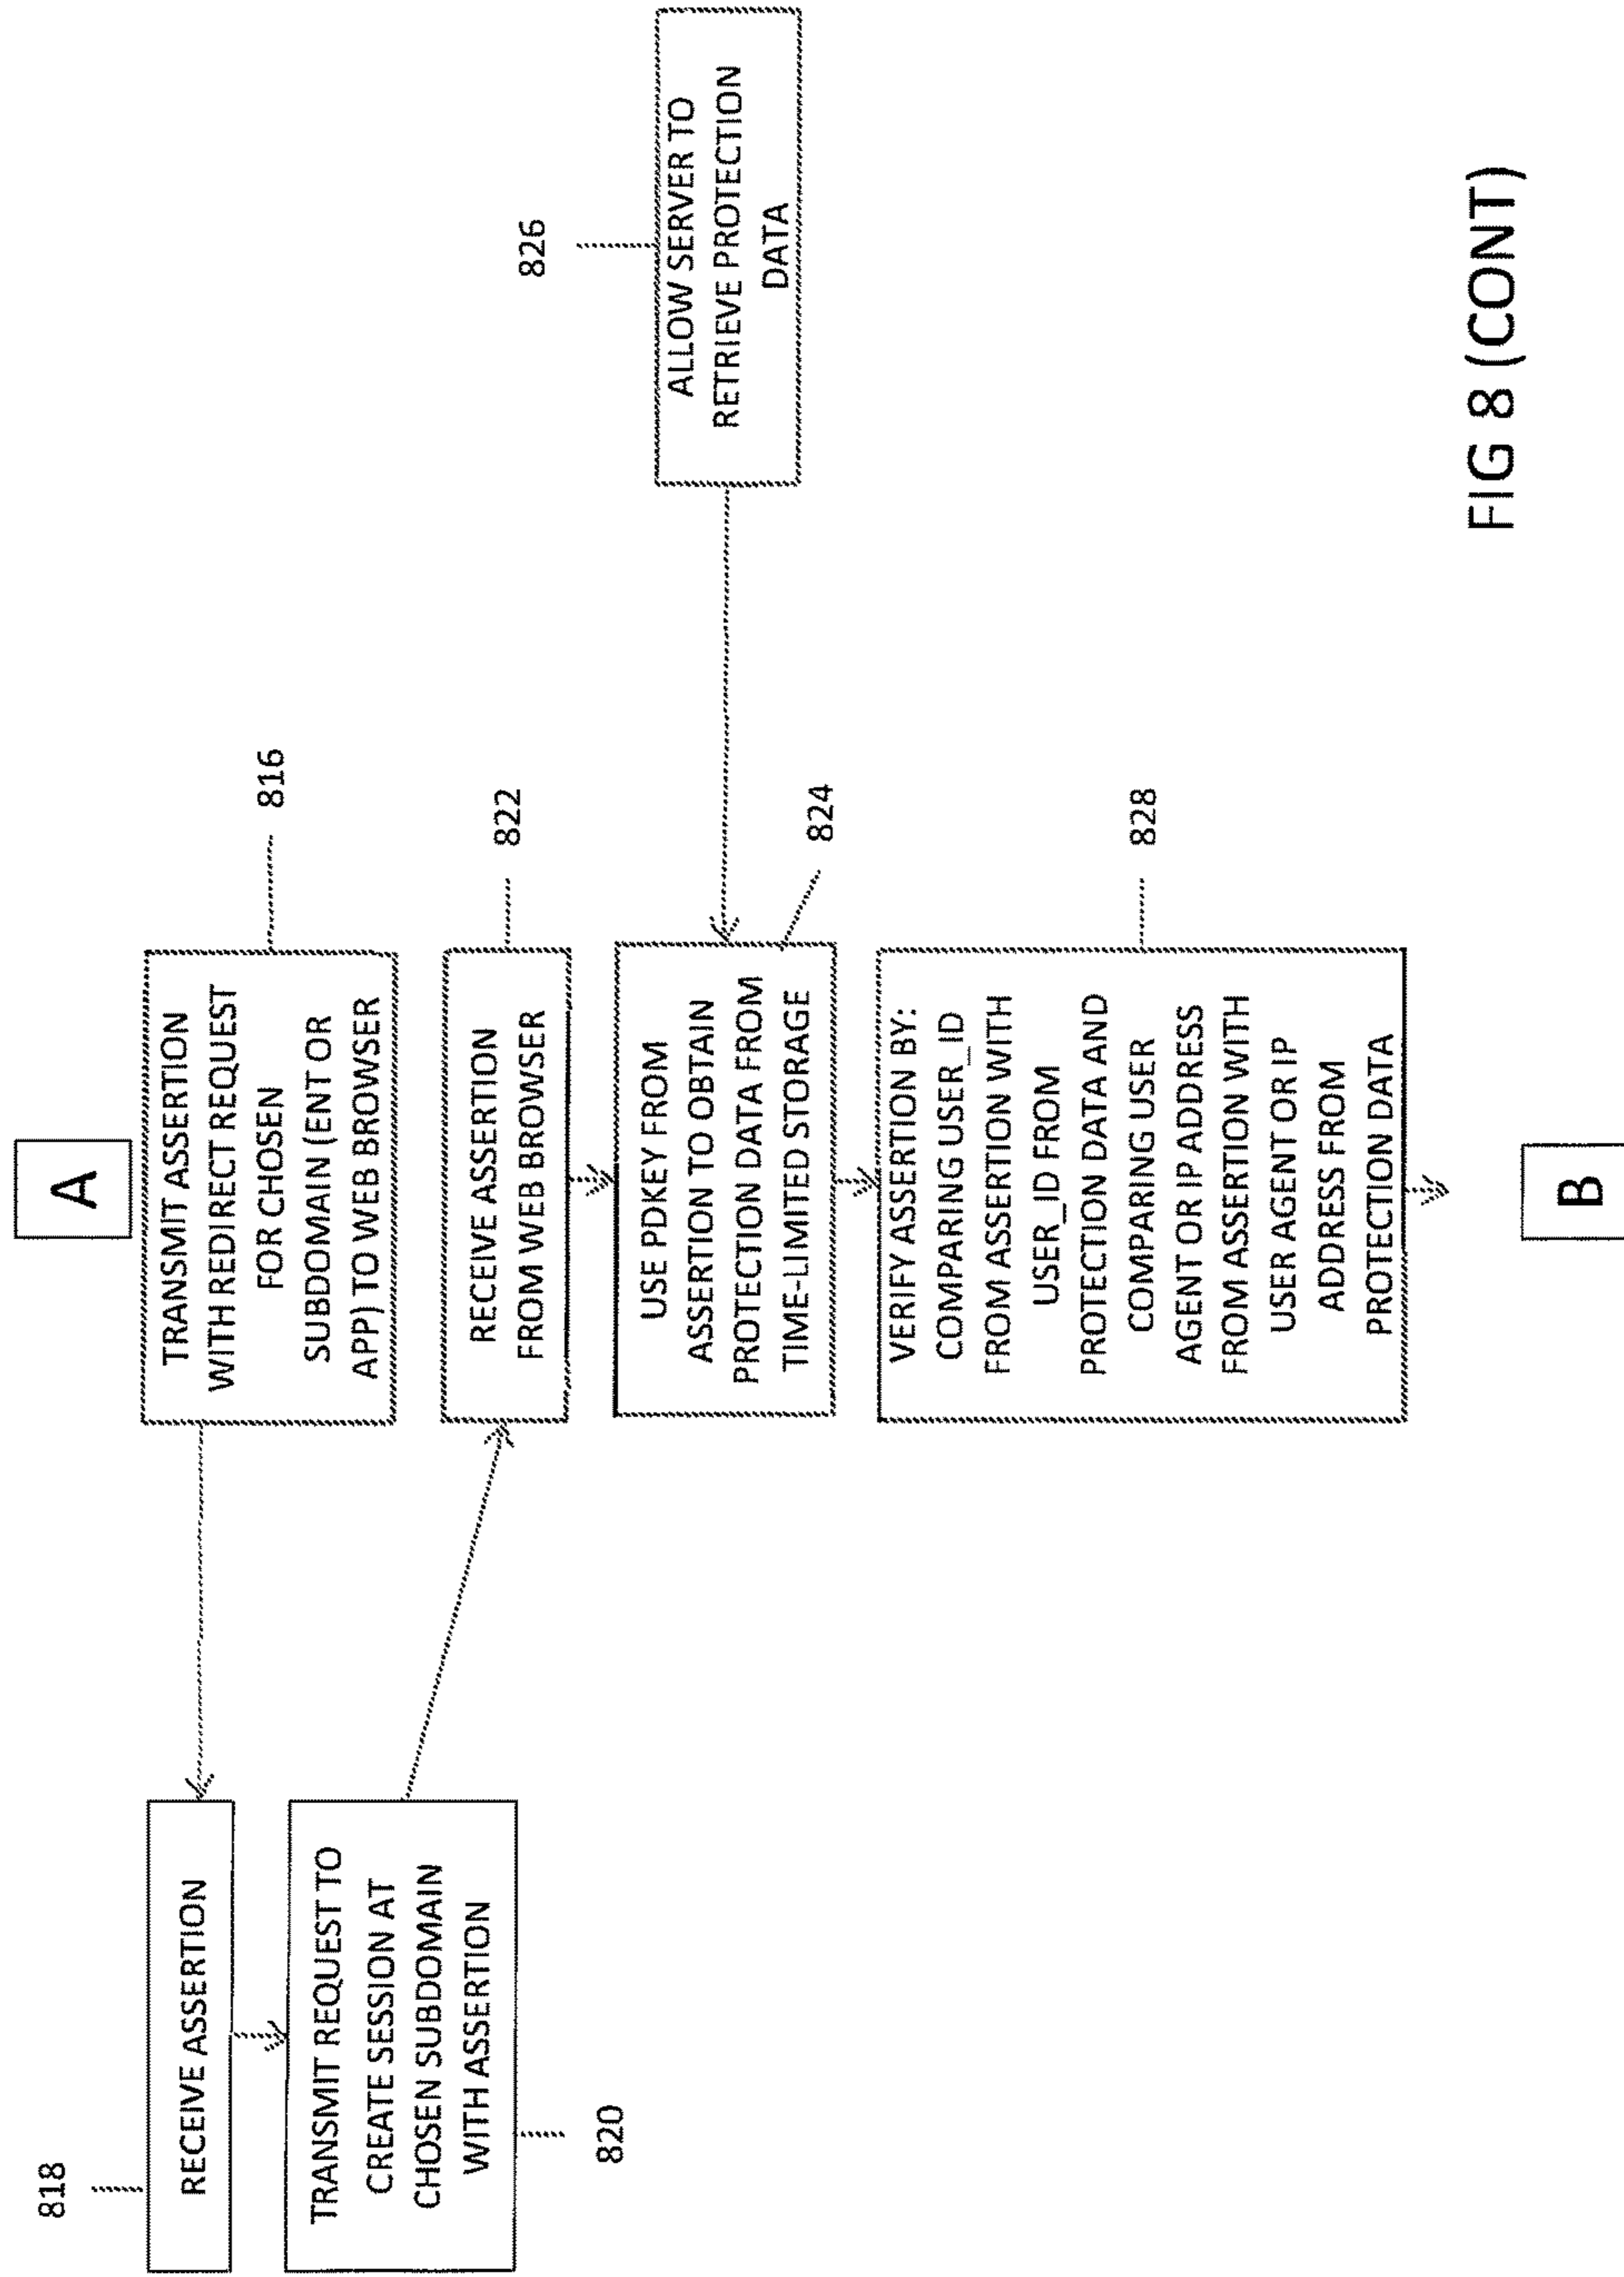 A
TRANSMIT ASSERTION
WITH REDIRECT REQUEST
FOR CHOSEN
SUBDOMAIN (ENT OR
APP) TO WEB BROWSER
816
818
RECEIVE ASSERTION
TRANSMIT REQUEST TO
CREATE SESSION AT
CHOSEN SUBDOMAIN
WITH ASSERTION
820
RECEIVE ASSERTION
FROM WEB BROWSER
822
USE PDKEY FROM
ASSERTION TO OBTAIN
PROTECTION DATA FROM
TIME-LIMITED STORAGE
824
826
ALLOW SERVER TO
RETRIEVE PROTECTION
DATA
VERIFY ASSERTION BY:
COMPARING USER_ID
FROM ASSERTION WITH
USER_ID FROM
PROTECTION DATA AND
COMPARING USER
AGENT OR IP ADDRESS
FROM ASSERTION WITH
USER AGENT OR IP
ADDRESS FROM
PROTECTION DATA
828
B
FIG 8 (CONT)